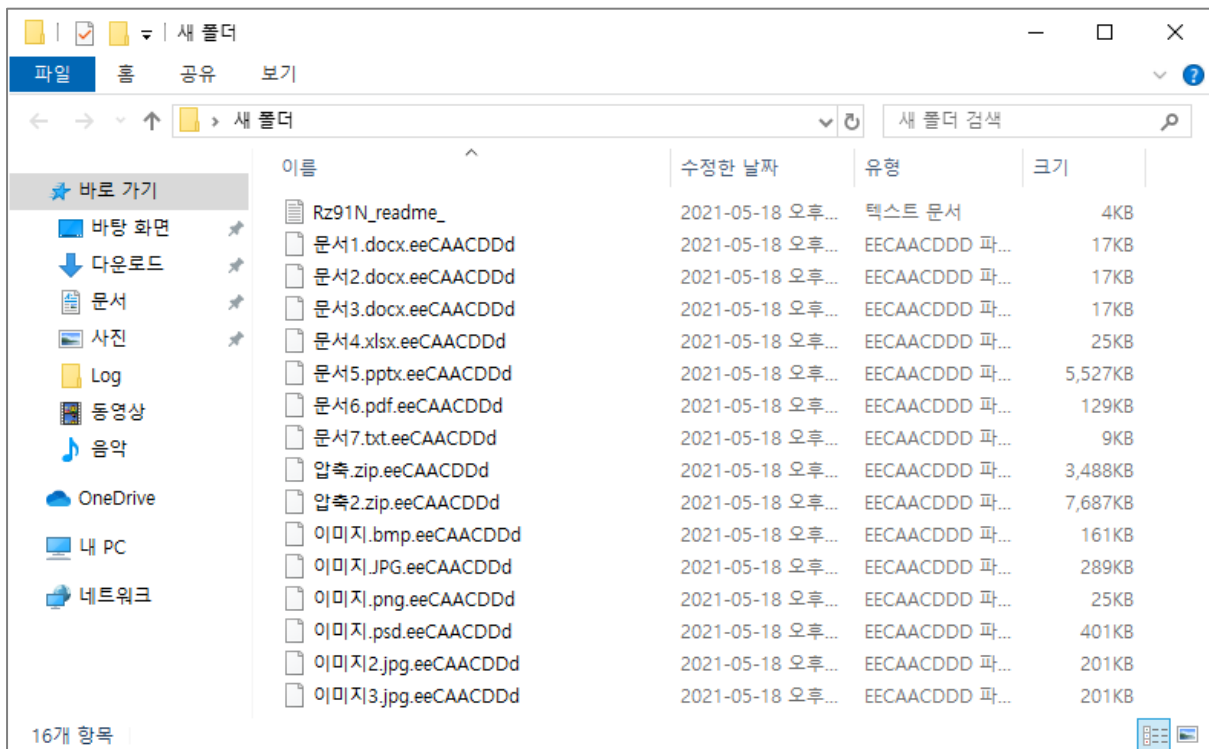 새 폴더
파일 홈 공유 보기
새 폴더 새 폴더 검색
이름 수정한 날짜 유형 크기
바로 가기
바탕 화면
다운로드
문서
사진
Log
동영상
음악
OneDrive
내 PC
네트워크
Rz91N_readme_ 2021-05-18 오후... 텍스트 문서 4KB
문서1.docx.eeCAACDDd 2021-05-18 오후... EECAACDDD 파... 17KB
문서2.docx.eeCAACDDd 2021-05-18 오후... EECAACDDD 파... 17KB
문서3.docx.eeCAACDDd 2021-05-18 오후... EECAACDDD 파... 17KB
문서4.xlsx.eeCAACDDd 2021-05-18 오후... EECAACDDD 파... 25KB
문서5.pptx.eeCAACDDd 2021-05-18 오후... EECAACDDD 파... 5,527KB
문서6.pdf.eeCAACDDd 2021-05-18 오후... EECAACDDD 파... 129KB
문서7.txt.eeCAACDDd 2021-05-18 오후... EECAACDDD 파... 9KB
압축.zip.eeCAACDDd 2021-05-18 오후... EECAACDDD 파... 3,488KB
압축2.zip.eeCAACDDd 2021-05-18 오후... EECAACDDD 파... 7,687KB
이미지.bmp.eeCAACDDd 2021-05-18 오후... EECAACDDD 파... 161KB
이미지.JPG.eeCAACDDd 2021-05-18 오후... EECAACDDD 파... 289KB
이미지.png.eeCAACDDd 2021-05-18 오후... EECAACDDD 파... 25KB
이미지.psd.eeCAACDDd 2021-05-18 오후... EECAACDDD 파... 401KB
이미지2.jpg.eeCAACDDd 2021-05-18 오후... EECAACDDD 파... 201KB
이미지3.jpg.eeCAACDDd 2021-05-18 오후... EECAACDDD 파... 201KB
16개 항목